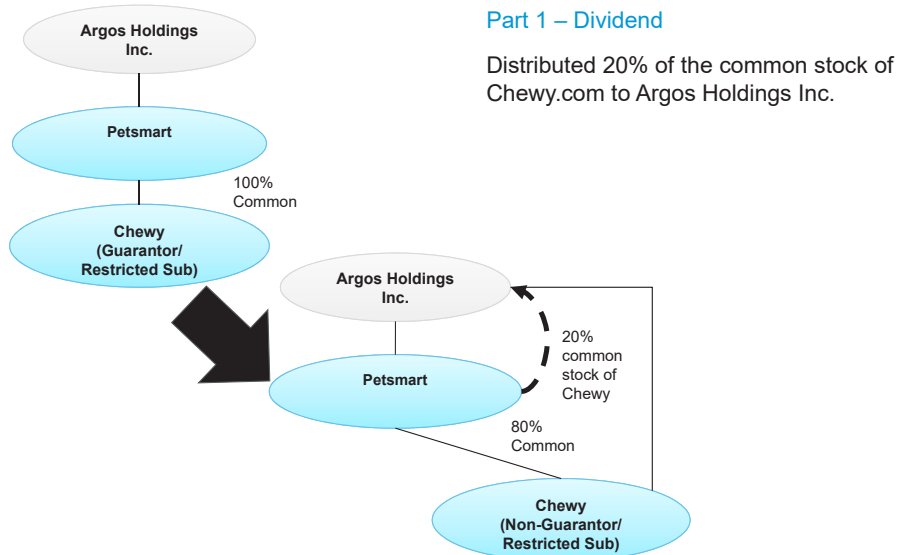 Part 1 – Dividend
Distributed 20% of the common stock of
Chewy.com to Argos Holdings Inc.
Argos Holdings
Inc.
Petsmart
100%
Common
Chewy
(Guarantor/
Restricted Sub)
Argos Holdings
Inc.
20%
common
stock of
Chewy
Petsmart
80%
Common
Chewy
(Non-Guarantor/
Restricted Sub)